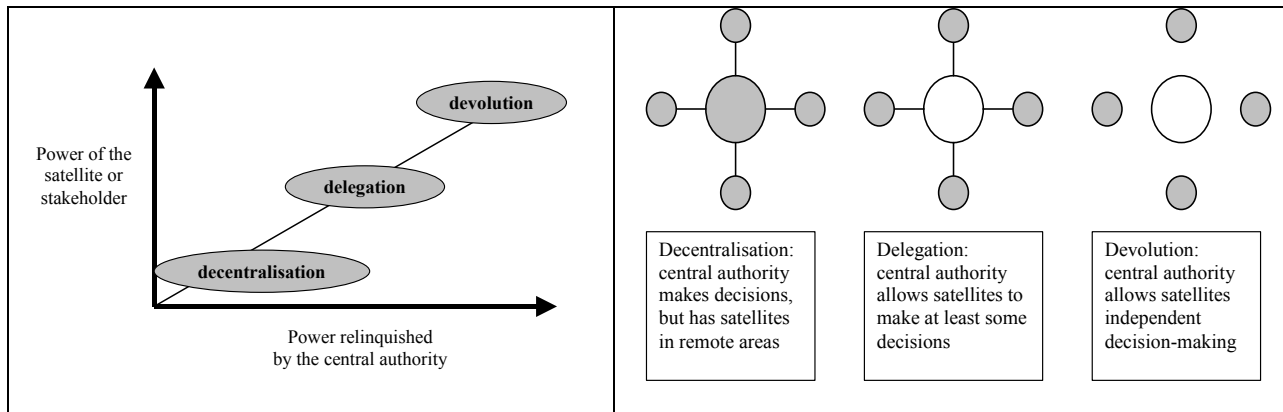 devolution
Power of the
satellite or
stakeholder
delegation
decentralisation
Power relinquished
by the central authority
Decentralisation:
central authority
makes decisions,
but has satellites
in remote areas
Delegation:
central authority
allows satellites to
make at least some
decisions
Devolution:
central authority
allows satellites
independent
decision-making